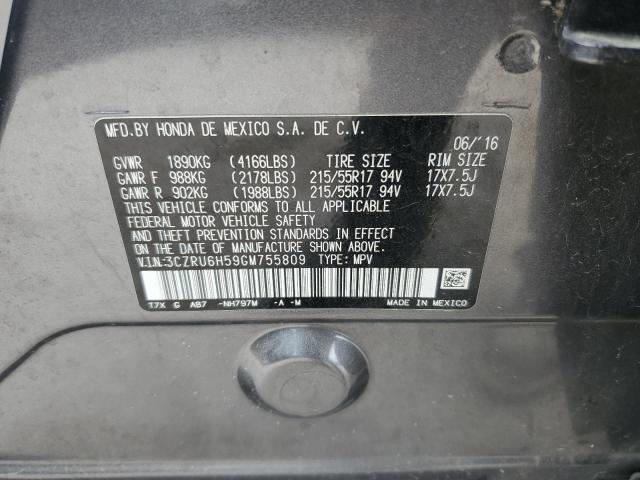 MFD.BY HONDA DE MEXICO S.A. DE C.V.
06/'16
GVWR 1890KG (4166LBS) TIRE SIZE RIM SIZE
GAWR F 988KG (2178LBS) 215/55R17 94V 17X7.5J
GAWR R 902KG (1988LBS) 215/55R17 94V 17X7.5J
THIS VEHICLE CONFORMS TO ALL APPLICABLE
FEDERAL MOTOR VEHICLE SAFETY
AND THEFT PREVENTION STANDARDS IN EFFECT
ON THE DATE OF MANUFACTURE SHOWN ABOVE.
V.I.N.:3CZRU6H59GM755809 TYPE: MPV
T7X G AB7 -NH797M -A -M MADE IN MEXICO